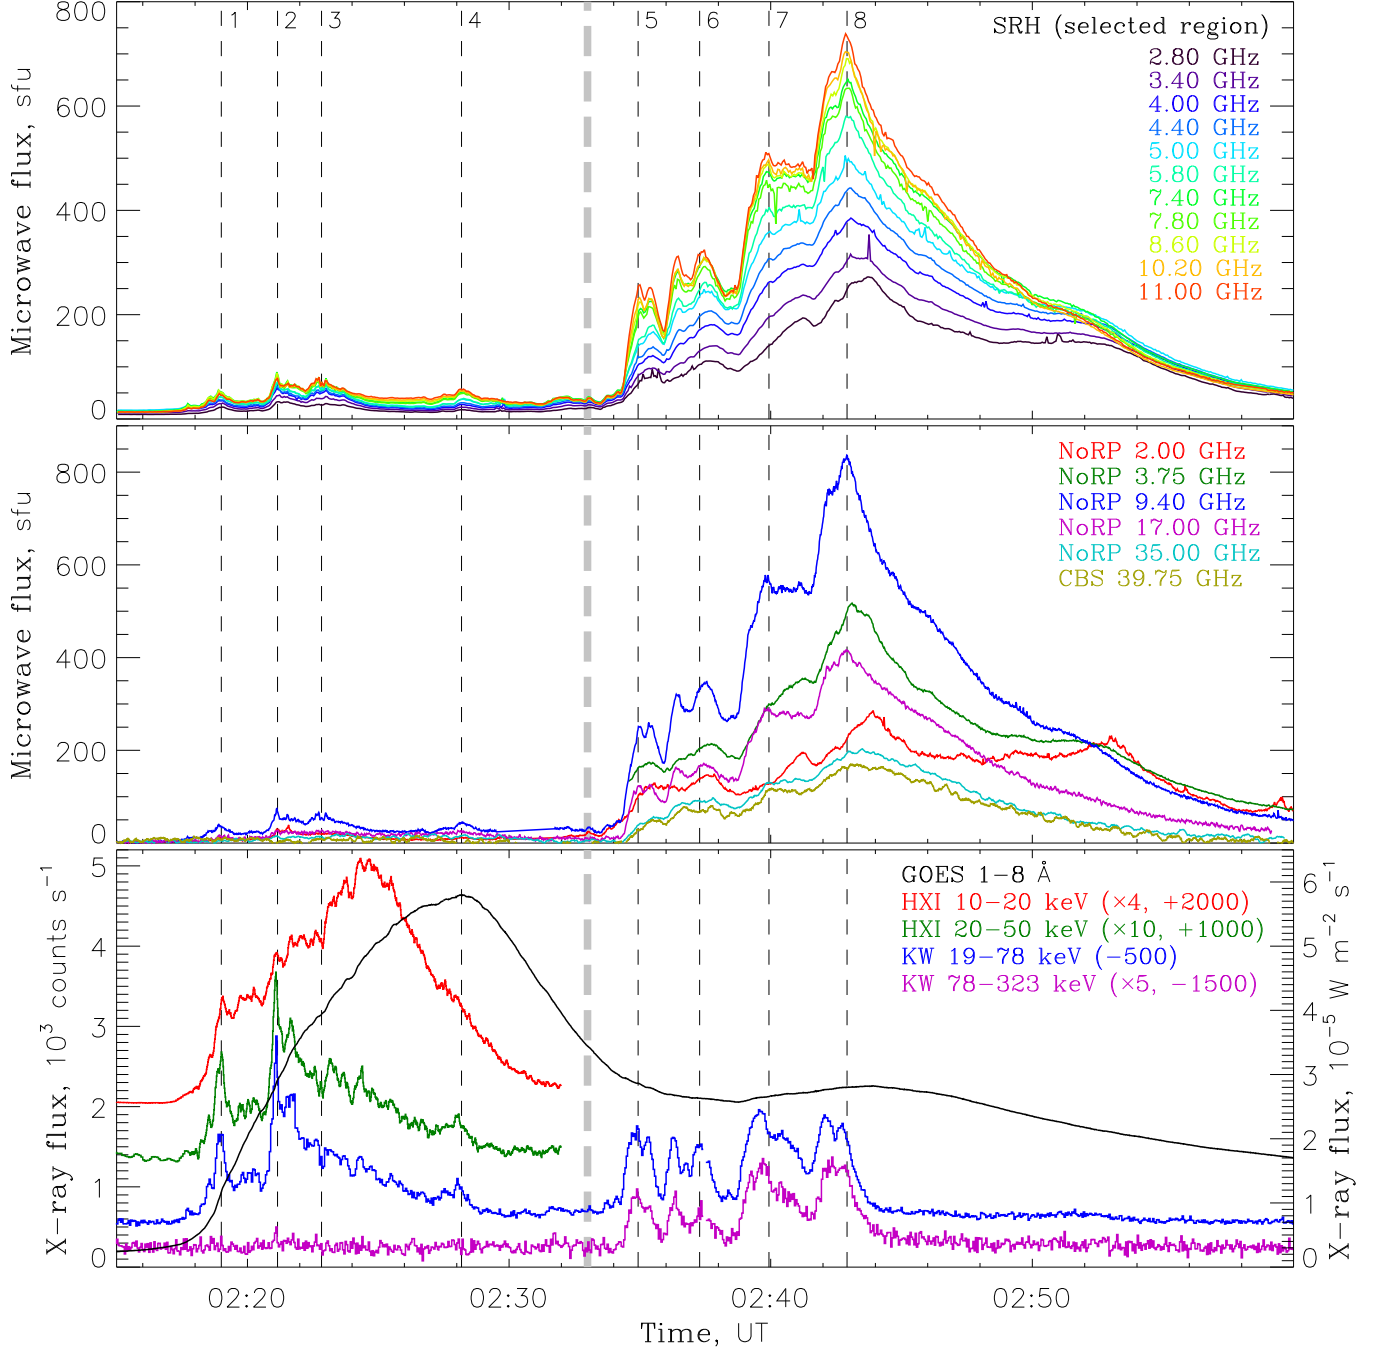 1 2 3 4 5 6 7 8
SRH (selected region)
2.80 GHz
3.40 GHz
4.00 GHz
4.40 GHz
5.00 GHz
5.80 GHz
7.40 GHz
7.80 GHz
8.60 GHz
10.20 GHz
11.00 GHz
800
600
400
200
0
Microwave flux, sfu
NoRP 2.00 GHz
NoRP 3.75 GHz
NoRP 9.40 GHz
NoRP 17.00 GHz
NoRP 35.00 GHz
CBS 39.75 GHz
800
600
400
200
0
Microwave flux, sfu
GOES 1−8 Å
HXI 10−20 keV (×4, +2000)
HXI 20−50 keV (×10, +1000)
KW 19−78 keV (−500)
KW 78−323 keV (×5, −1500)
5
4
3
2
1
0
X−ray flux, 10³ counts s⁻¹
6
5
4
3
2
1
0
X−ray flux, 10⁻⁵ W m⁻² s⁻¹
02:20 02:30 02:40 02:50
Time, UT